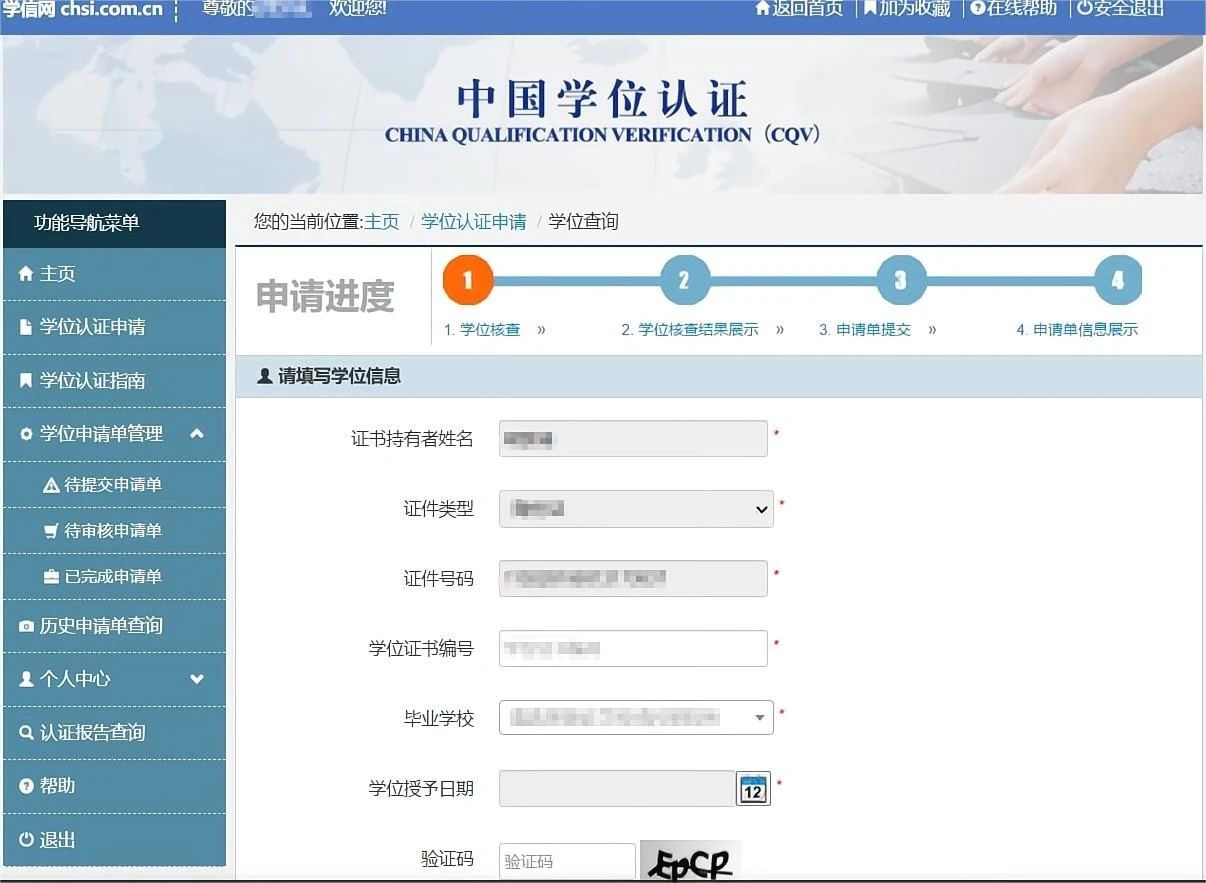 学信网 chsi.com.cn 尊敬的 欢迎您! 返回首页 加为收藏 在线帮助 安全退出
中国学位认证
CHINA QUALIFICATION VERIFICATION（CQV）
功能导航菜单
主页
学位认证申请
学位认证指南
学位申请单管理
待提交申请单
待审核申请单
已完成申请单
历史申请单查询
个人中心
认证报告查询
帮助
退出
您的当前位置:主页 / 学位认证申请 / 学位查询
申请进度
1 2 3 4
1. 学位核查 » 2. 学位核查结果展示 » 3. 申请单提交 » 4. 申请单信息展示
请填写学位信息
证书持有者姓名 *
证件类型 *
证件号码 *
学位证书编号 *
毕业学校 *
学位授予日期 12 *
验证码 验证码 EpCP